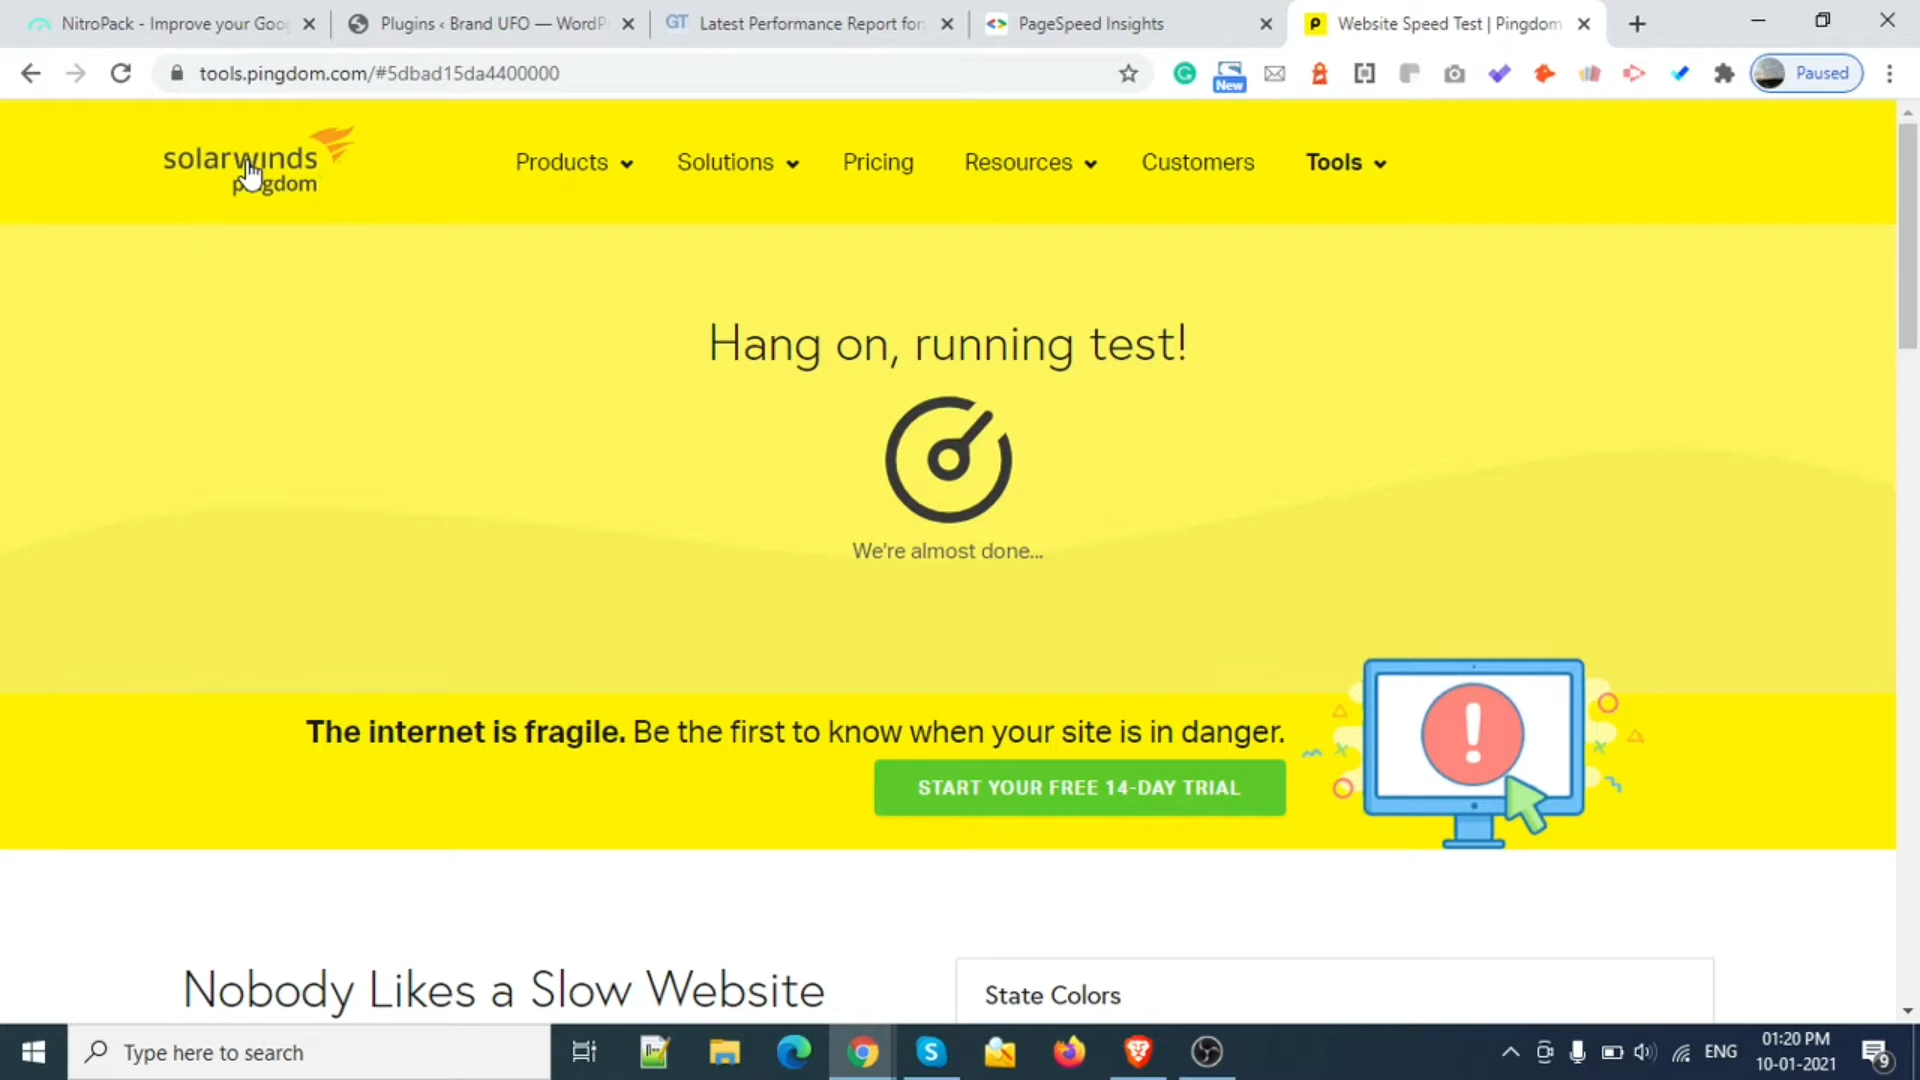 NitroPack - Improve your Goo
Plugins ‹ Brand UFO — WordP
GT
Latest Performance Report for:
PageSpeed Insights
P
Website Speed Test | Pingdom
tools.pingdom.com/#5dbad15da4400000
New
Paused
solarwinds
pingdom
Products
Solutions
Pricing
Resources
Customers
Tools
Hang on, running test!
We're almost done...
The internet is fragile. Be the first to know when your site is in danger.
START YOUR FREE 14-DAY TRIAL
Nobody Likes a Slow Website
State Colors
Type here to search
ENG
01:20 PM
10-01-2021
9